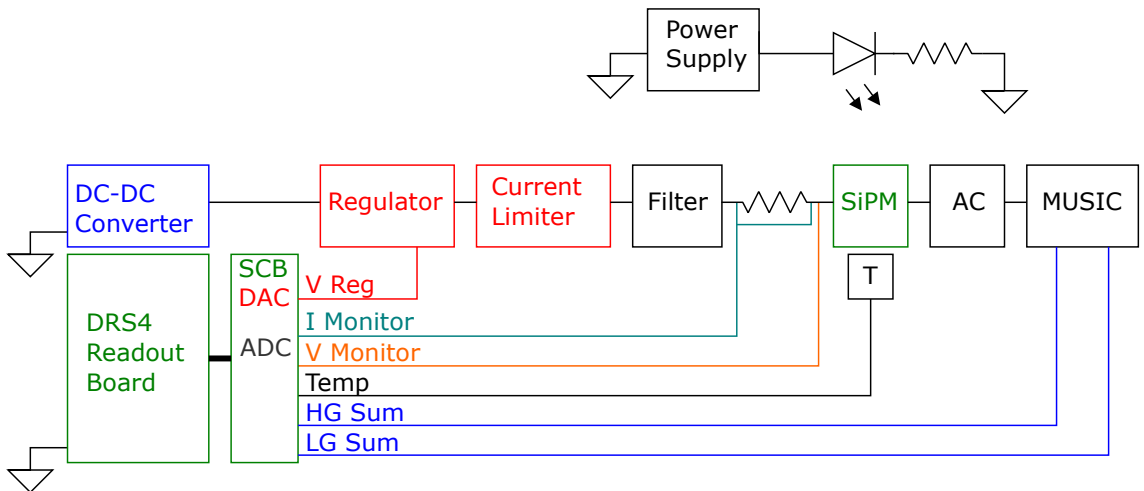 Power
Supply
DC-DC
Converter
Regulator
Current
Limiter
Filter
SiPM
AC
MUSIC
T
DRS4
Readout
Board
SCB
DAC
ADC
V Reg
I Monitor
V Monitor
Temp
HG Sum
LG Sum